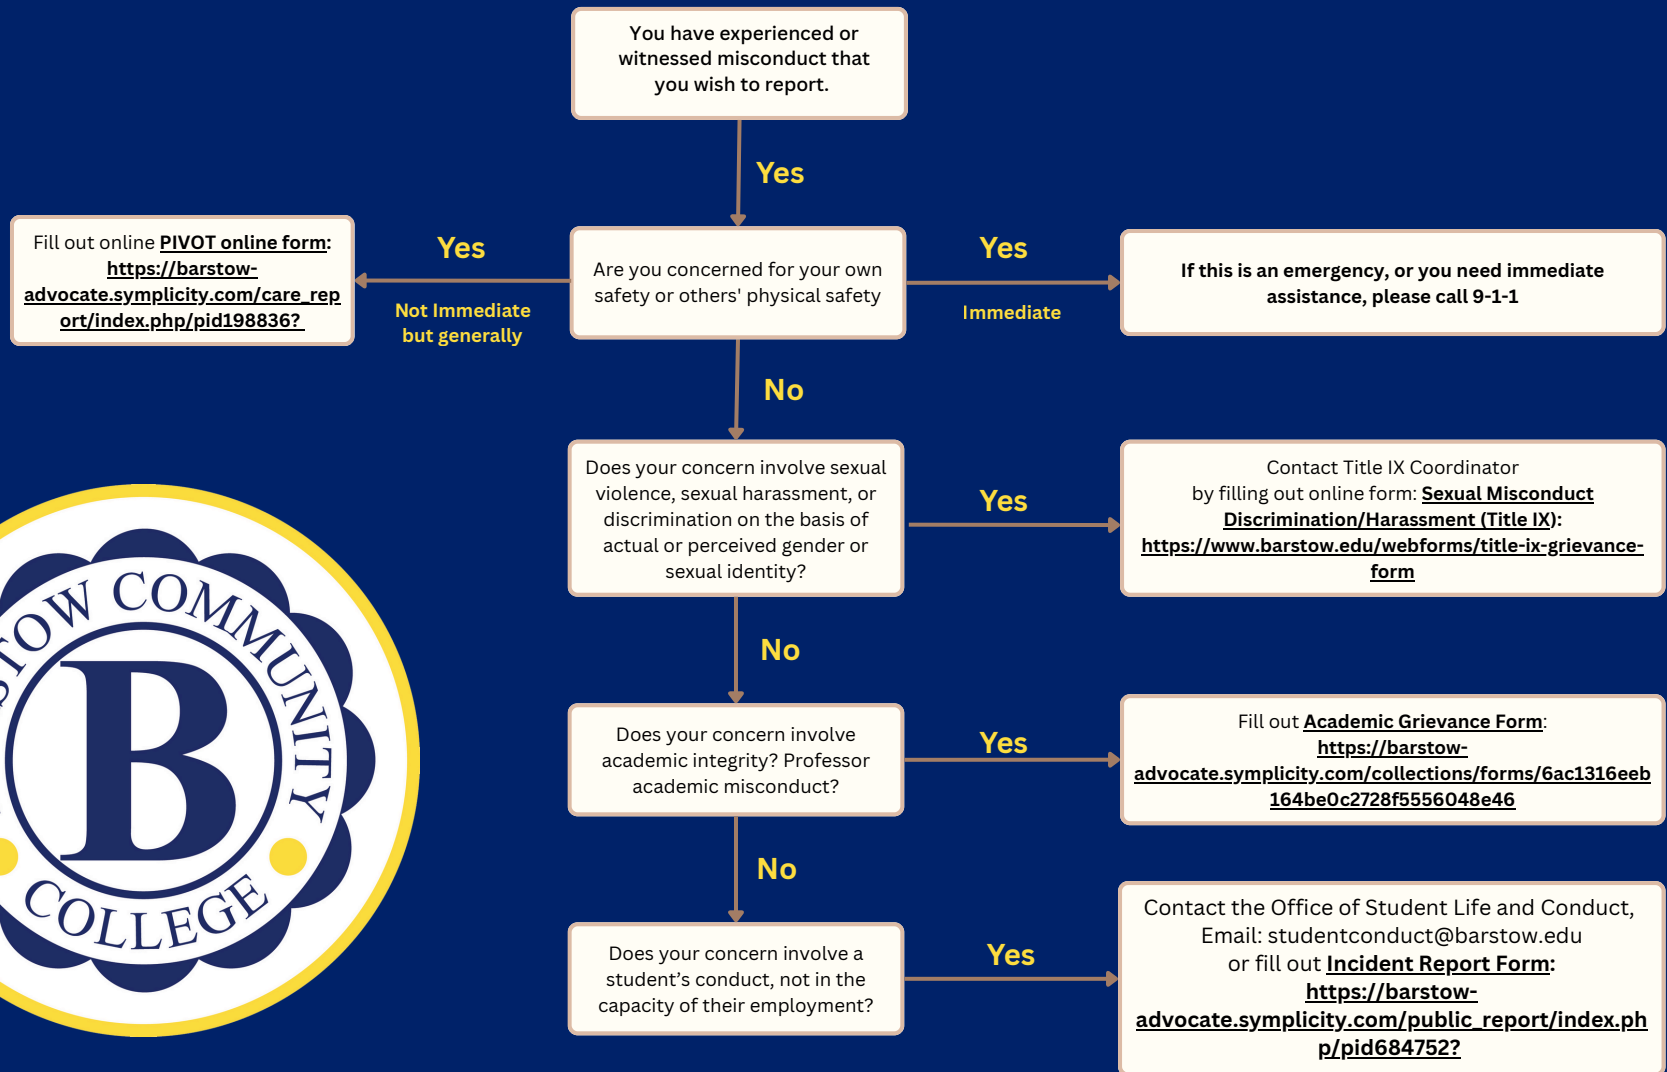 You have experienced or
witnessed misconduct that
you wish to report.
Yes
Fill out online PIVOT online form:
https://barstow-
advocate.symplicity.com/care_rep
ort/index.php/pid198836?
Yes
Not Immediate
but generally
Are you concerned for your own
safety or others' physical safety
Yes
Immediate
If this is an emergency, or you need immediate
assistance, please call 9-1-1
No
Does your concern involve sexual
violence, sexual harassment, or
discrimination on the basis of
actual or perceived gender or
sexual identity?
Yes
Contact Title IX Coordinator
by filling out online form: Sexual Misconduct
Discrimination/Harassment (Title IX):
https://www.barstow.edu/webforms/title-ix-grievance-
form
No
Does your concern involve
academic integrity? Professor
academic misconduct?
Yes
Fill out Academic Grievance Form:
https://barstow-
advocate.symplicity.com/collections/forms/6ac1316eeb
164be0c2728f5556048e46
No
Does your concern involve a
student’s conduct, not in the
capacity of their employment?
Yes
Contact the Office of Student Life and Conduct,
Email: studentconduct@barstow.edu
or fill out Incident Report Form:
https://barstow-
advocate.symplicity.com/public_report/index.ph
p/pid684752?
STOW COMMUNITY
B
COLLEGE